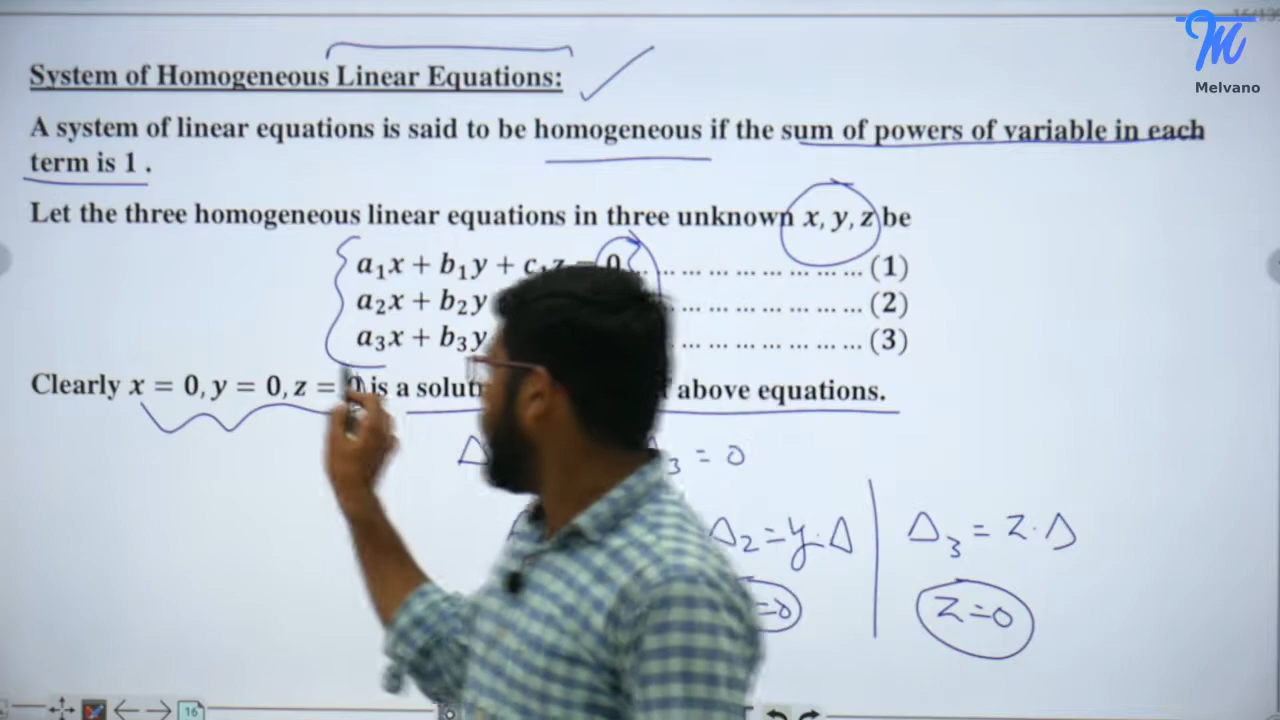 Melvano
System of Homogeneous Linear Equations:
A system of linear equations is said to be homogeneous if the sum of powers of variable in each
term is 1 .
Let the three homogeneous linear equations in three unknown x, y, z be
a₁x + b₁y + c₁z = 0 ... ... ... ... ... ... ... (1)
a₂x + b₂y ... ... ... ... ... ... ... (2)
a₃x + b₃y ... ... ... ... ... ... ... (3)
Clearly x = 0, y = 0, z = 0 is a above equations.
Δ ₃ = 0
Δ₂ = y.Δ Δ₃ = z.Δ
=0 z=0
16